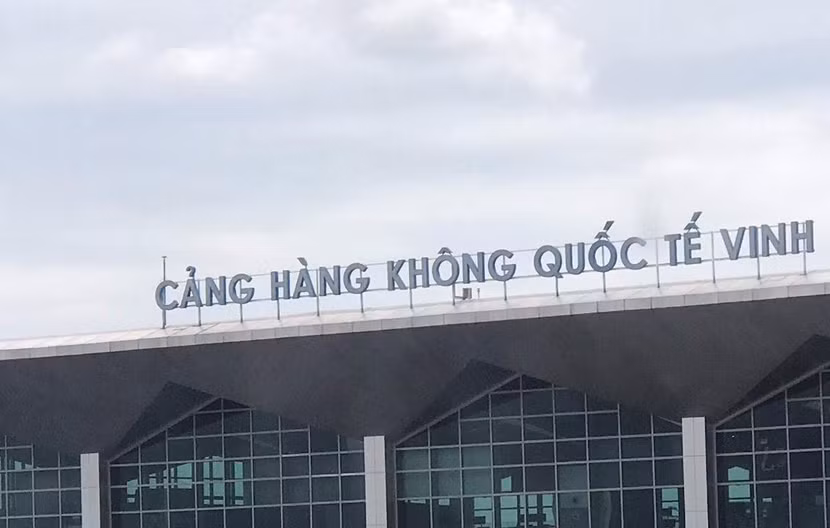 CẢNG HÀNG KHÔNG QUỐC TẾ VINH